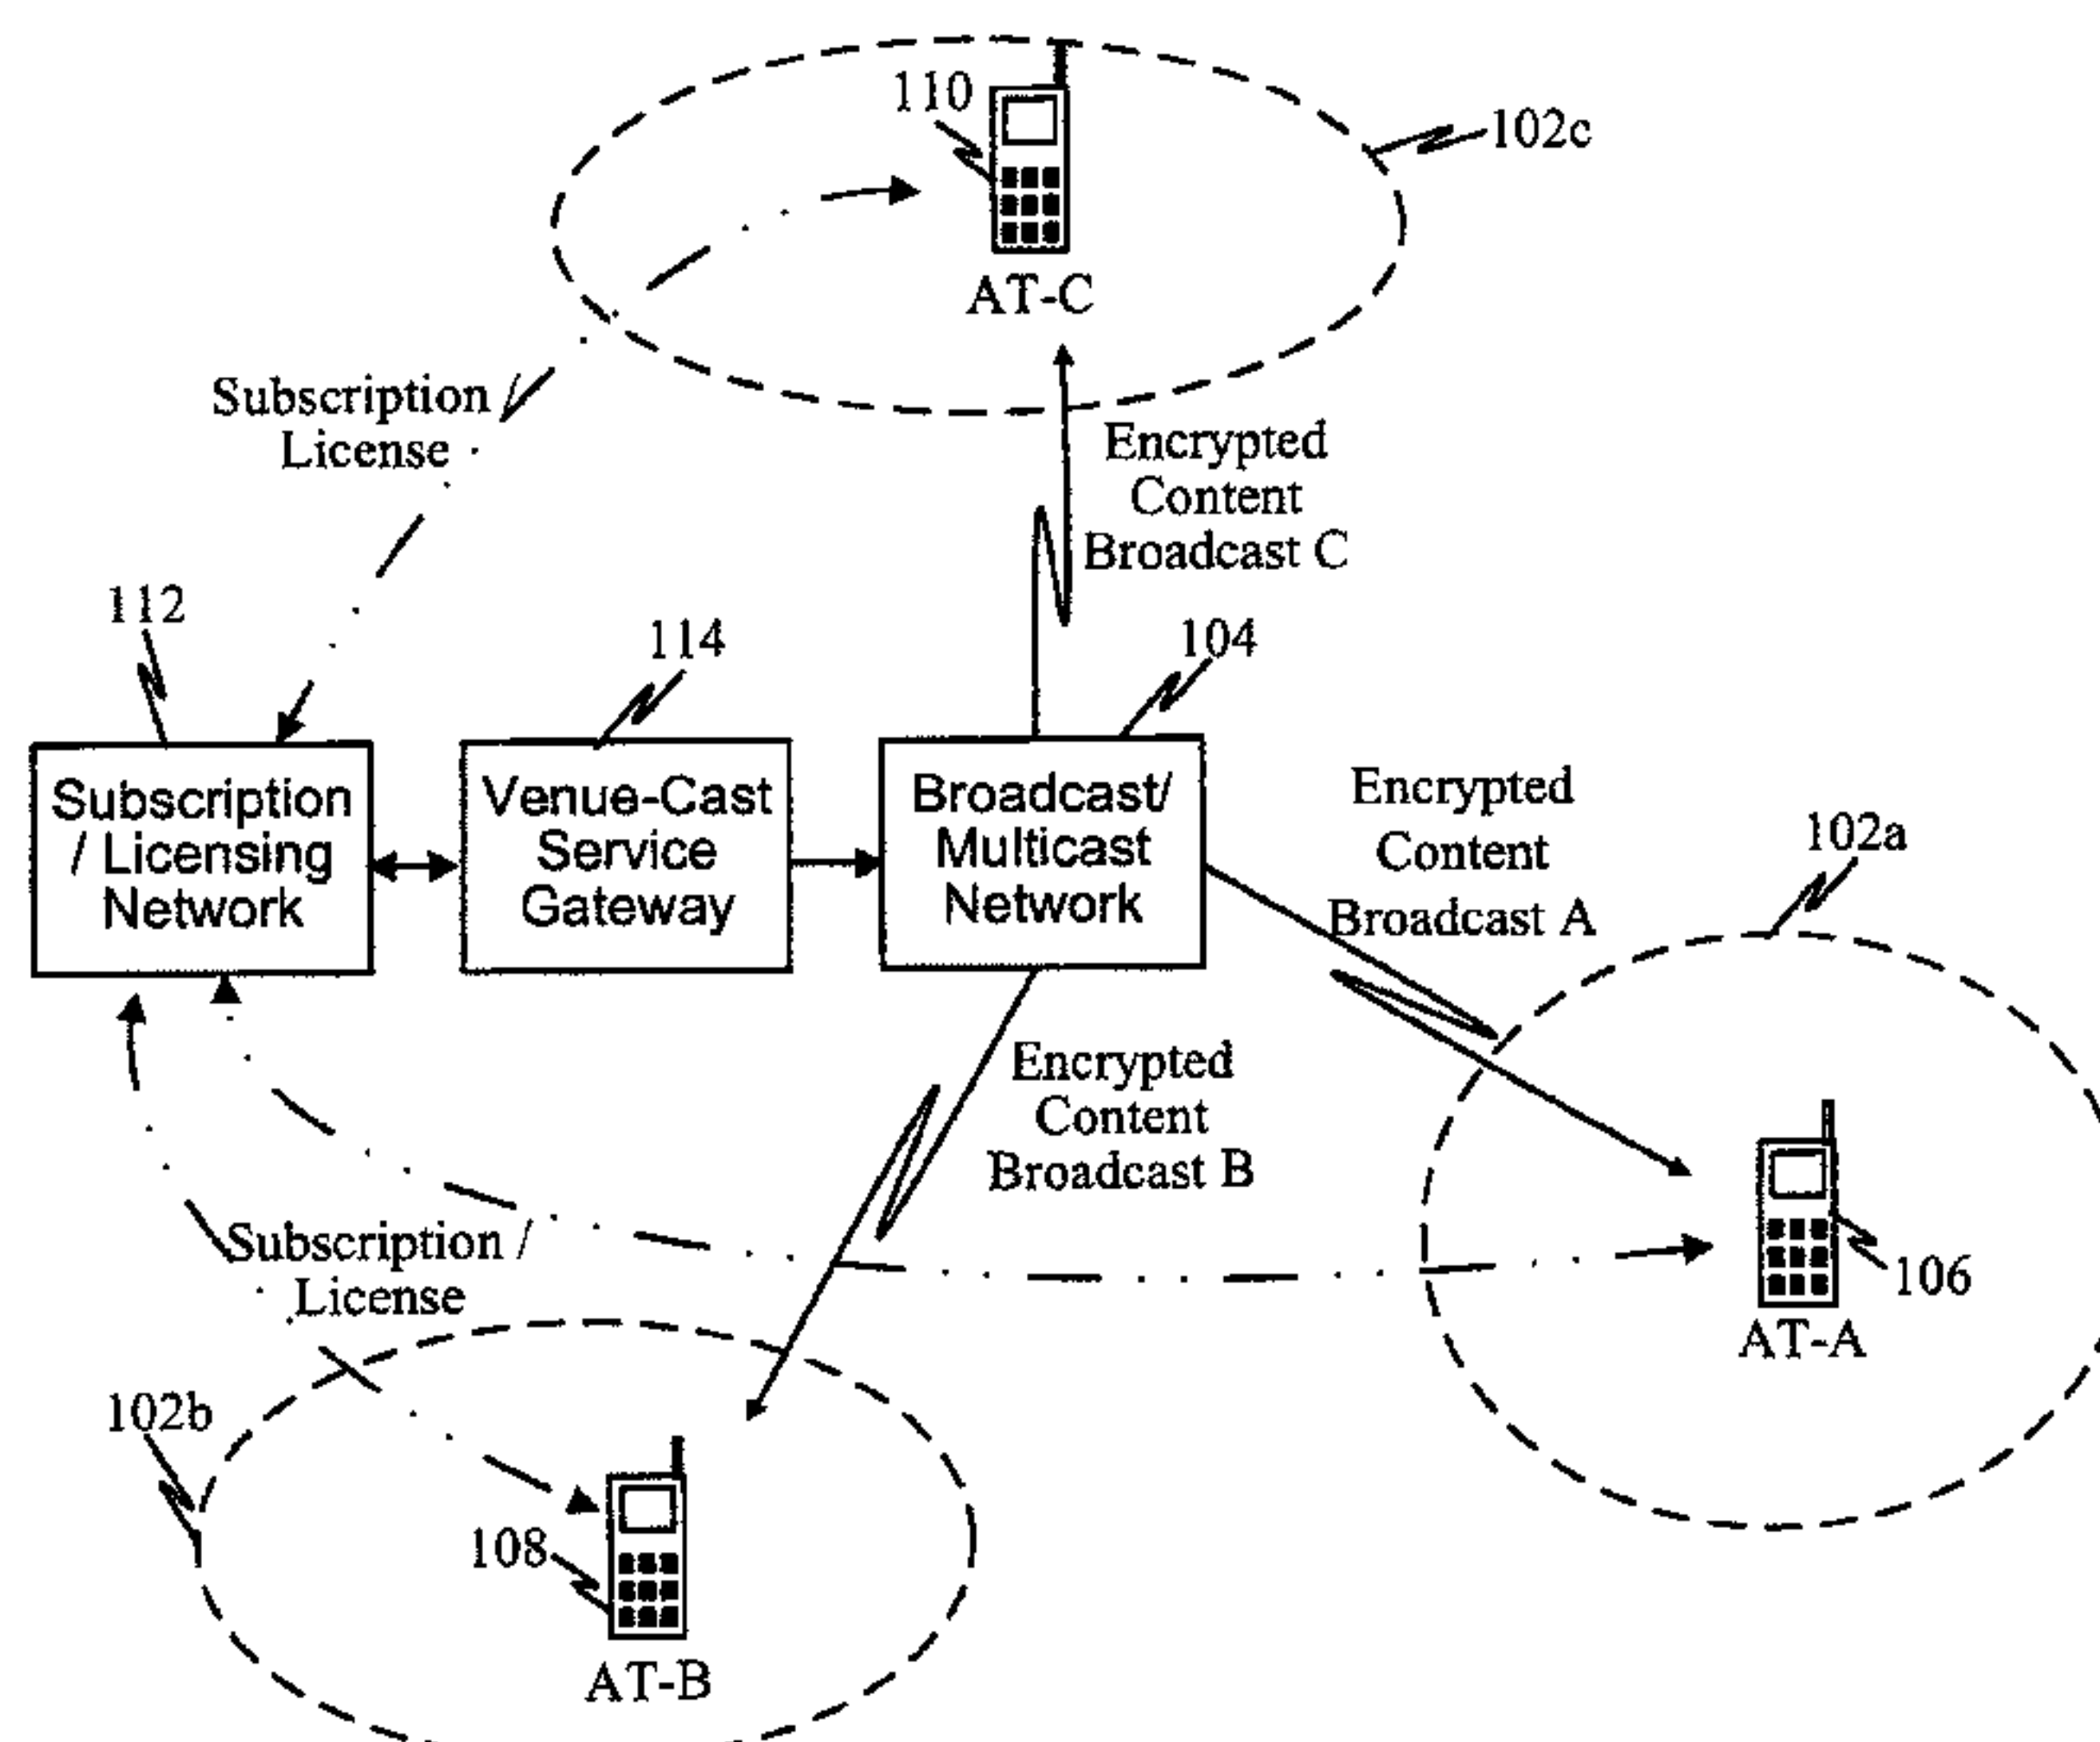 110
102c
AT-C
Subscription /
License
Encrypted
Content
Broadcast C
112
114
104
Subscription
/ Licensing
Network
Venue-Cast
Service
Gateway
Broadcast/
Multicast
Network
Encrypted
Content
Broadcast A
102a
Encrypted
Content
Broadcast B
Subscription /
License
106
AT-A
102b
108
AT-B